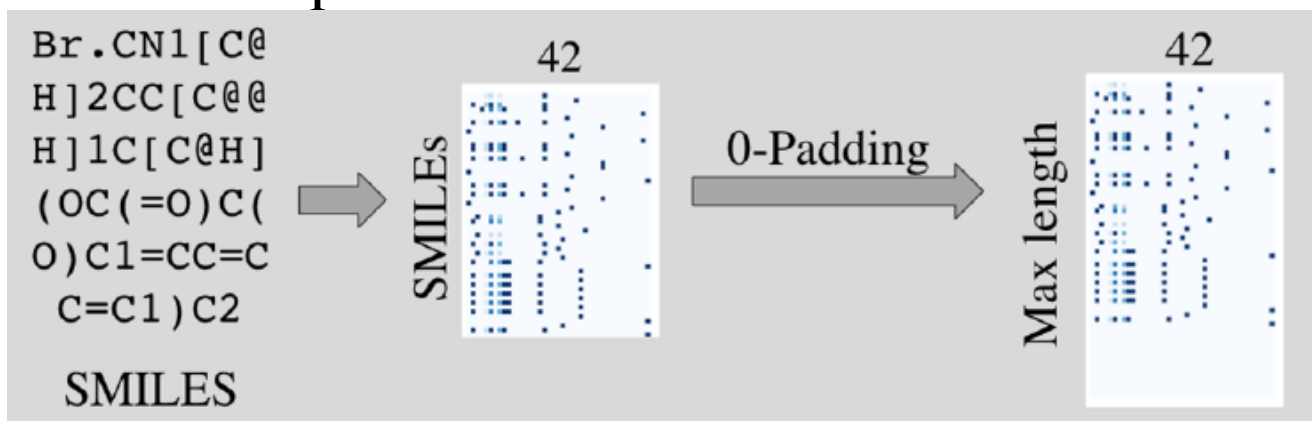 Br.CN1[C@
H]2CC[C@@
H]1C[C@H]
(OC(=O)C(
O)C1=CC=C
C=C1)C2
SMILES
42
SMILEs
0-Padding
42
Max length